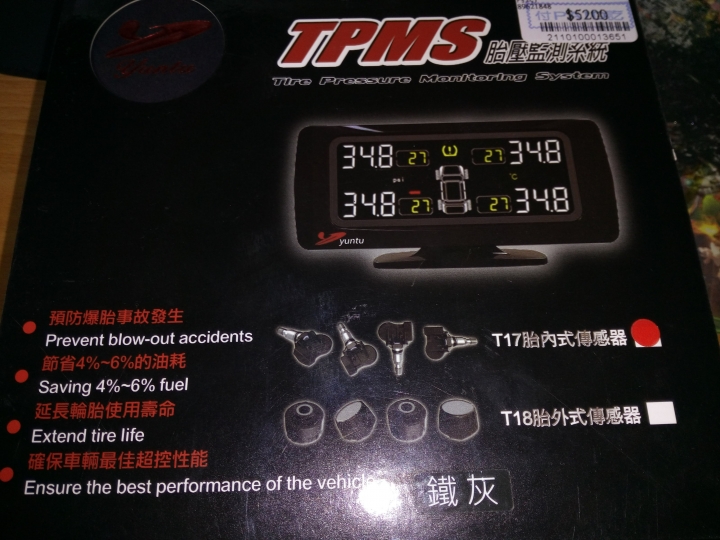 $5200
2110100013651
TPMS 胎壓監測系統
Tire Pressure Monitoring System
34.8 27 27 34.8
psi ℃
34.8 27 27 34.8
yuntu
預防爆胎事故發生
Prevent blow-out accidents
節省4%~6%的油耗
Saving 4%~6% fuel
延長輪胎使用壽命
Extend tire life
確保車輛最佳超控性能
Ensure the best performance of the vehicle
T17胎內式傳感器
T18胎外式傳感器
鐵灰